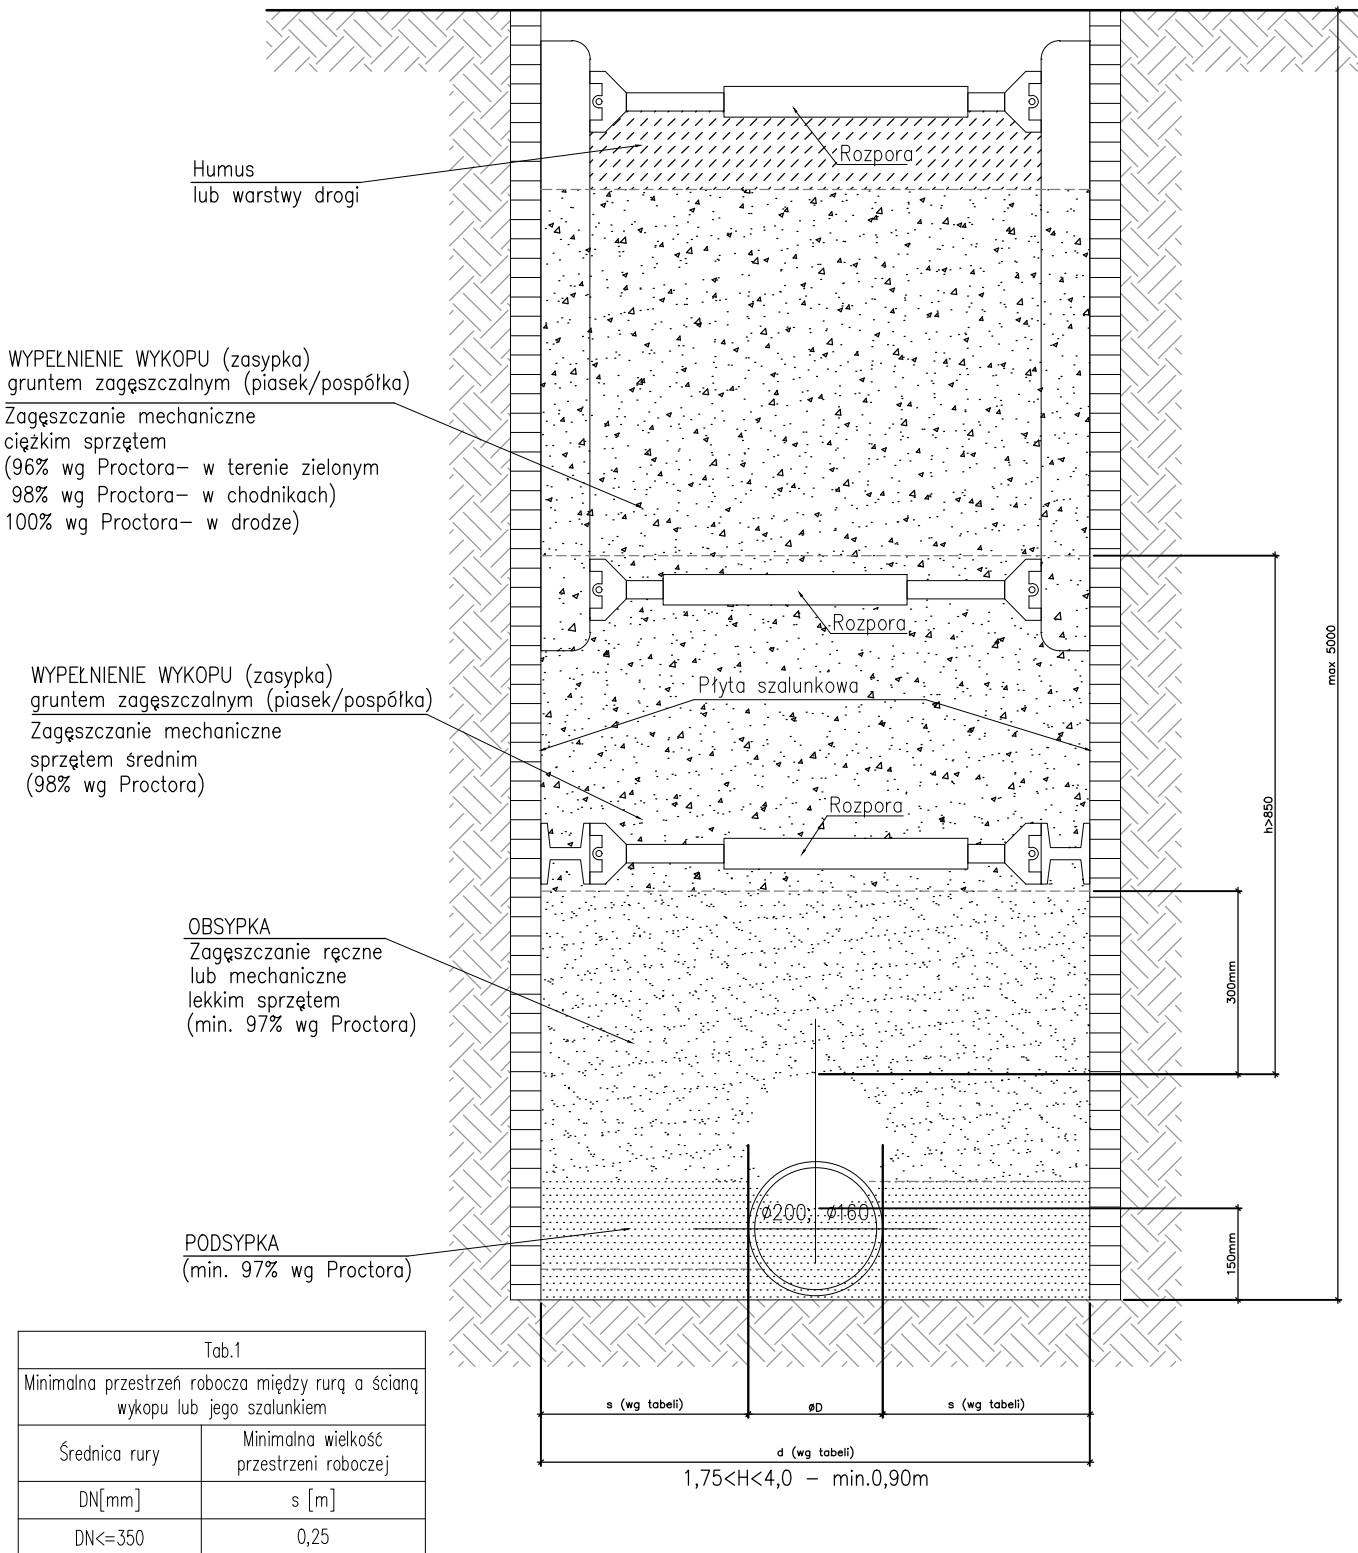 Rozpora
Humus
lub warstwy drogi
WYPEŁNIENIE WYKOPU (zasypka)
gruntem zagęszczalnym (piasek/pospółka)
Zagęszczanie mechaniczne
ciężkim sprzętem
(96% wg Proctora– w terenie zielonym
98% wg Proctora– w chodnikach)
100% wg Proctora– w drodze)
Rozpora
max 5000
WYPEŁNIENIE WYKOPU (zasypka)
gruntem zagęszczalnym (piasek/pospółka)
Zagęszczanie mechaniczne
sprzętem średnim
(98% wg Proctora)
Płyta szalunkowa
Rozpora
h>850
OBSYPKA
Zagęszczanie ręczne
lub mechaniczne
lekkim sprzętem
(min. 97% wg Proctora)
300mm
ø200; ø160
PODSYPKA
(min. 97% wg Proctora)
150mm
s (wg tabeli)
øD
s (wg tabeli)
d (wg tabeli)
1,75<H<4,0 – min.0,90m
Tab.1
Minimalna przestrzeń robocza między rurą a ścianą
wykopu lub jego szalunkiem
Średnica rury
Minimalna wielkość
przestrzeni roboczej
DN[mm]
s [m]
DN<=350
0,25